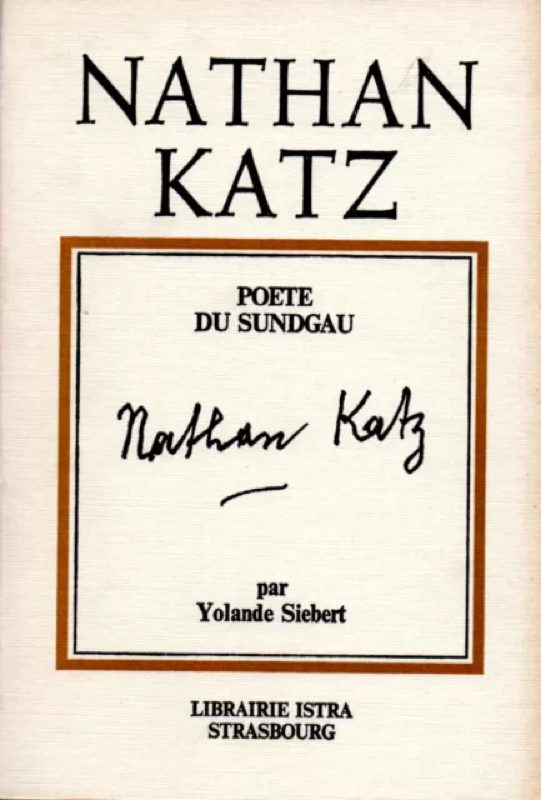 NATHAN
KATZ
POETE
DU SUNDGAU
Nathan Katz
par
Yolande Siebert
LIBRAIRIE ISTRA
STRASBOURG